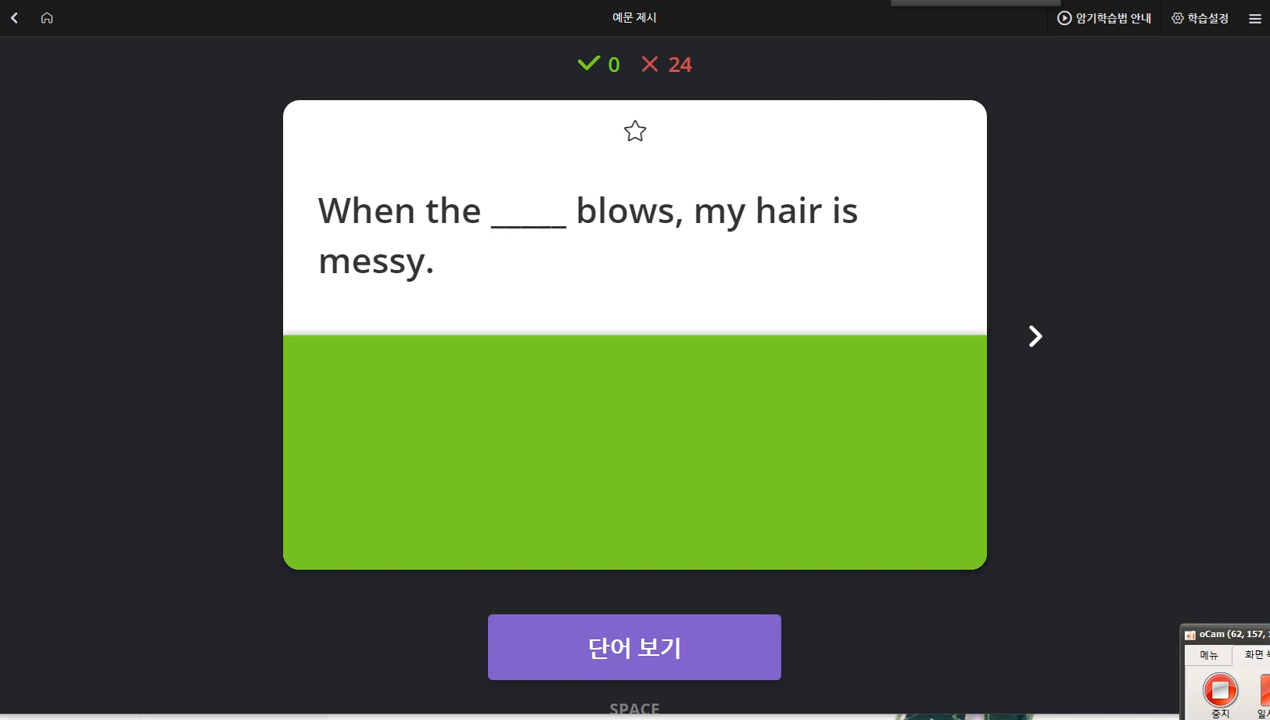 예문 제시
암기학습법 안내
학습설정
0
24
When the _____ blows, my hair is
messy.
단어 보기
SPACE
oCam (62, 157,
메뉴
화면
중지